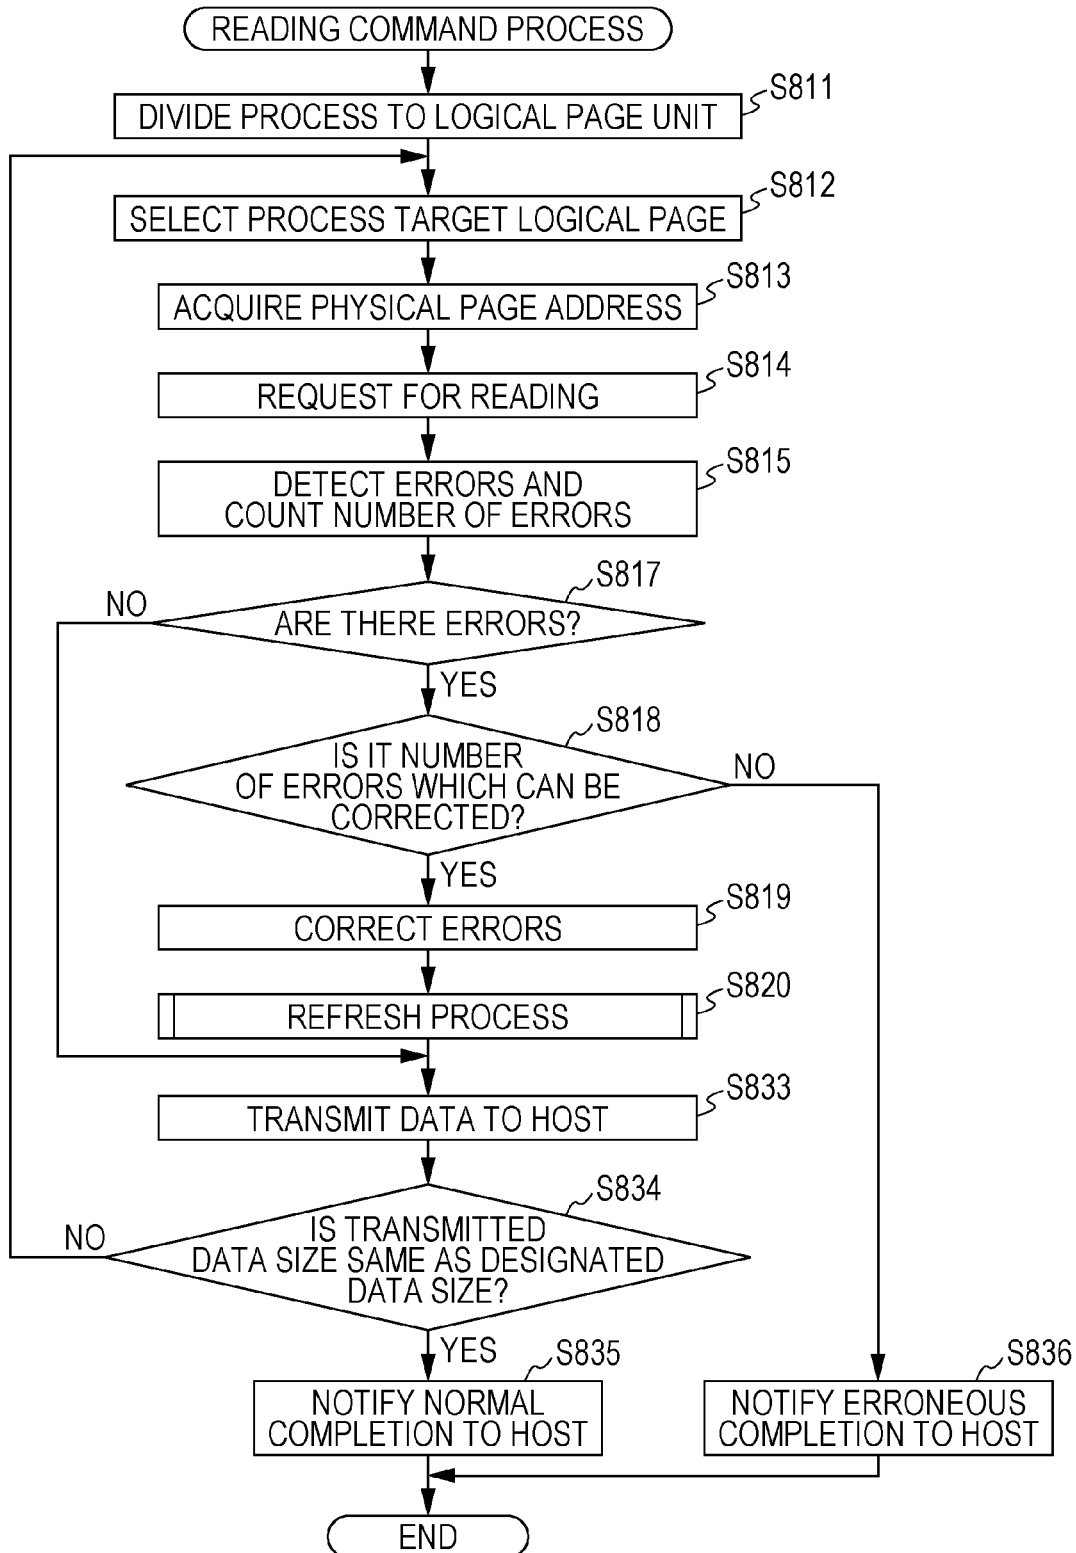 READING COMMAND PROCESS
S811
DIVIDE PROCESS TO LOGICAL PAGE UNIT
S812
SELECT PROCESS TARGET LOGICAL PAGE
S813
ACQUIRE PHYSICAL PAGE ADDRESS
S814
REQUEST FOR READING
S815
DETECT ERRORS AND
COUNT NUMBER OF ERRORS
S817
NO
ARE THERE ERRORS?
YES
S818
IS IT NUMBER
OF ERRORS WHICH CAN BE
CORRECTED?
NO
YES
S819
CORRECT ERRORS
S820
REFRESH PROCESS
S833
TRANSMIT DATA TO HOST
S834
NO
IS TRANSMITTED
DATA SIZE SAME AS DESIGNATED
DATA SIZE?
YES
S835
NOTIFY NORMAL
COMPLETION TO HOST
S836
NOTIFY ERRONEOUS
COMPLETION TO HOST
END